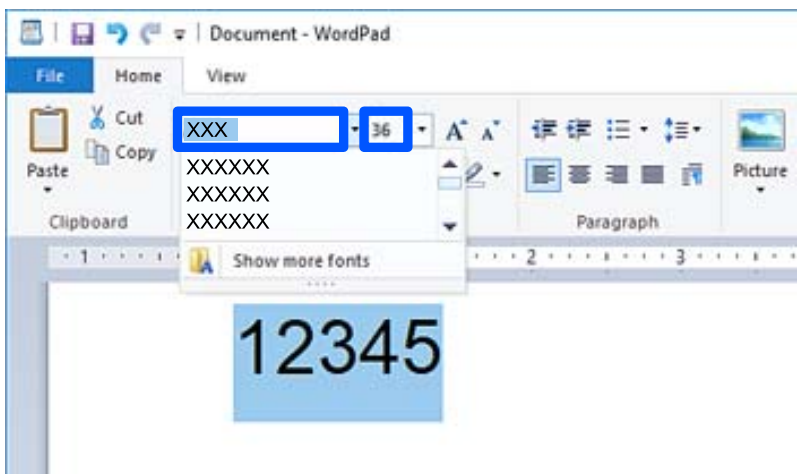 Document - WordPad
File Home View
Cut
Copy
Paste
Clipboard
XXX
36
A A
XXXXXX
XXXXXX
XXXXXX
Show more fonts
Paragraph
Picture
1 2 3
12345